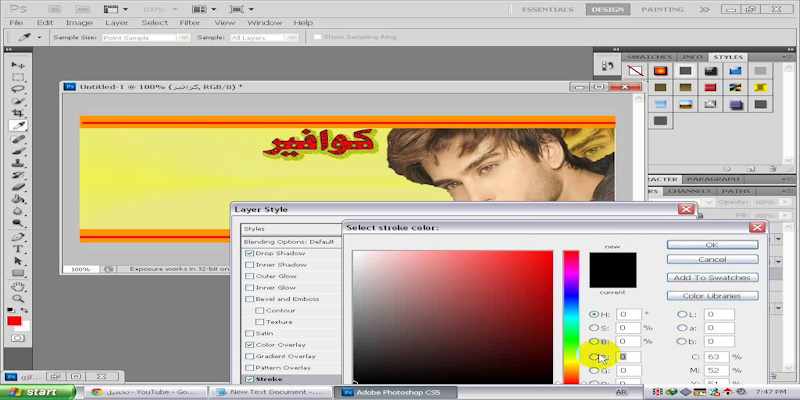 Ps
100%
ESSENTIALS
DESIGN
PAINTING
File
Edit
Image
Layer
Select
Filter
View
Window
Help
Sample Size:
Point Sample
Sample:
All Layers
Show Sampling Ring
SWATCHES
INFO
STYLES
Untitled-1 @ 100% (كوافير, RGB/8) *
كوافير
100%
Exposure works in 32-bit on
RACTER
PARAGRAPH
RS
CHANNELS
PATHS
Opacity: 100%
Fill: 100%
Layer Style
Styles
Blending Options: Default
Drop Shadow
Inner Shadow
Outer Glow
Inner Glow
Bevel and Emboss
Contour
Texture
Satin
Color Overlay
Gradient Overlay
Pattern Overlay
Stroke
Select stroke color:
new
current
OK
Cancel
Add To Swatches
Color Libraries
H: 0 °
L: 0
S: 0 %
a: 0
B: 0 %
b: 0
0
C: 63 %
G: 0
M: 52 %
gif...
start
تحميل - YouTube - Go...
New Text Document -...
Adobe Photoshop CS5
AR
7:47 PM